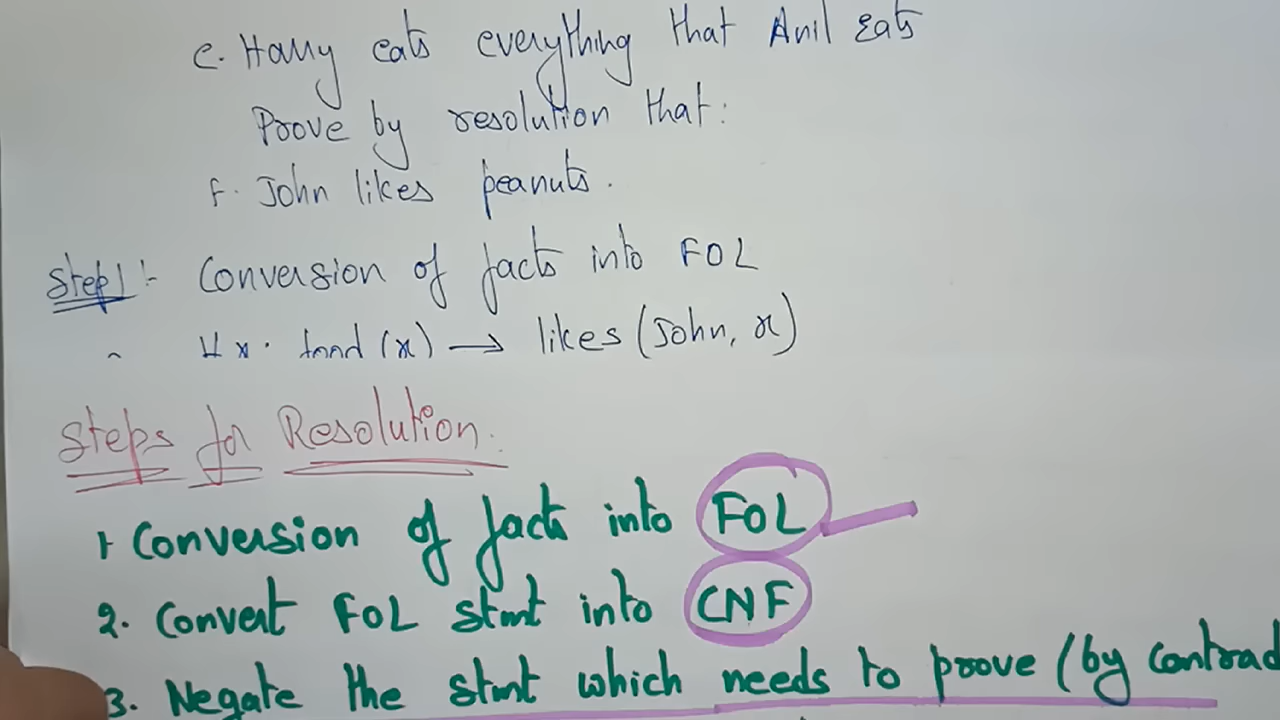 e. Harry eats everything that Anil Eats
Prove by resolution that:
F. John likes peanuts.
Step1:- Conversion of facts into FOL
∀x. food(x) → likes (John, x)
Steps for Resolution.
1 Conversion of facts into FOL
2. Convert FOL stmt into CNF
3. Negate the stmt which needs to prove (by contrad